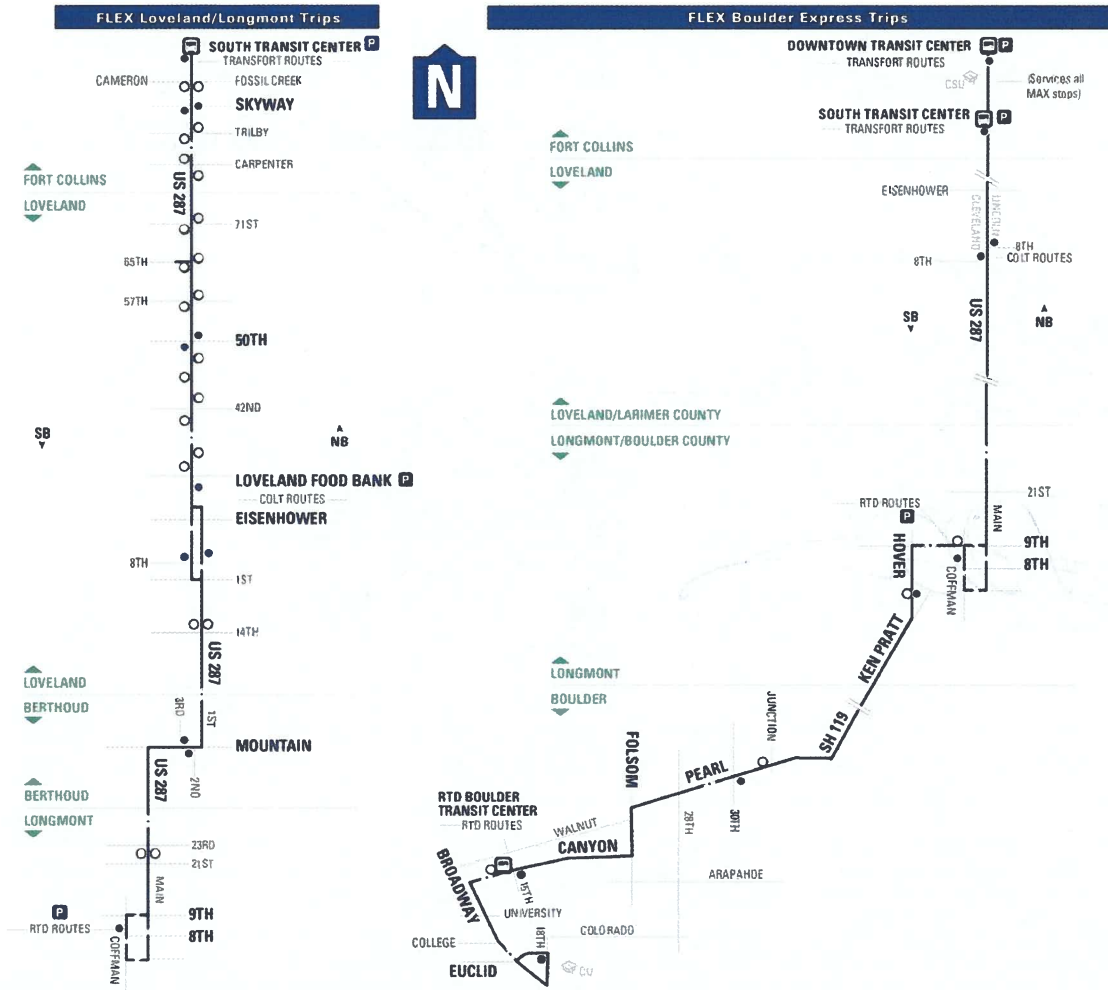 FLEX Loveland/Longmont Trips
SOUTH TRANSIT CENTER P
TRANSFORT ROUTES
CAMERON
FOSSIL CREEK
SKYWAY
TRILBY
CARPENTER
FORT COLLINS
LOVELAND
US 287
71ST
65TH
57TH
50TH
42ND
SB
NB
LOVELAND FOOD BANK P
COLT ROUTES
EISENHOWER
8TH
1ST
14TH
US 287
LOVELAND
BERTHOUD
3RD
1ST
MOUNTAIN
US 287
2ND
BERTHOUD
LONGMONT
23RD
21ST
MAIN
P
9TH
RTD ROUTES
8TH
COFFMAN
N
FLEX Boulder Express Trips
DOWNTOWN TRANSIT CENTER P
TRANSFORT ROUTES
CSU
(Services all
MAX stops)
SOUTH TRANSIT CENTER P
TRANSFORT ROUTES
FORT COLLINS
LOVELAND
EISENHOWER
CLEVELAND
LINCOLN
8TH
8TH
COLT ROUTES
US 287
SB
NB
LOVELAND/LARIMER COUNTY
LONGMONT/BOULDER COUNTY
21ST
RTD ROUTES
P
MAIN
9TH
8TH
HOVER
COFFMAN
KEN PRATT
LONGMONT
BOULDER
SH 119
JUNCTION
FOLSOM
PEARL
28TH
30TH
RTD BOULDER
TRANSIT CENTER
RTD ROUTES
WALNUT
CANYON
BROADWAY
15TH
ARAPAHOE
UNIVERSITY
COLORADO
COLLEGE
18TH
EUCLID
CU